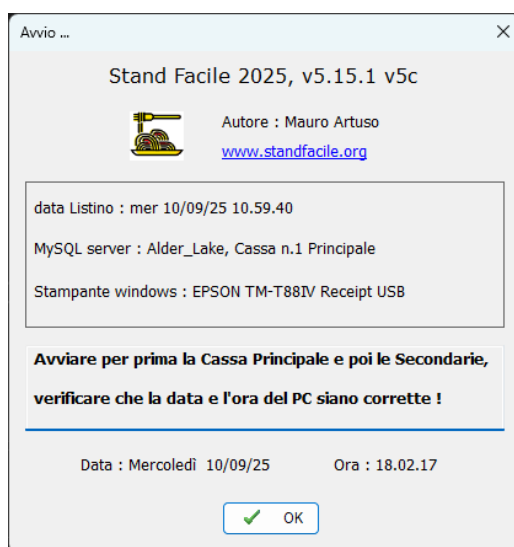 Avvio ...
Stand Facile 2025, v5.15.1 v5c
Autore : Mauro Artuso
www.standfacile.org
data Listino : mer 10/09/25 10.59.40
MySQL server : Alder_Lake, Cassa n.1 Principale
Stampante windows : EPSON TM-T88IV Receipt USB
Avviare per prima la Cassa Principale e poi le Secondarie,
verificare che la data e l'ora del PC siano corrette !
Data : Mercoledì 10/09/25 Ora : 18.02.17
OK